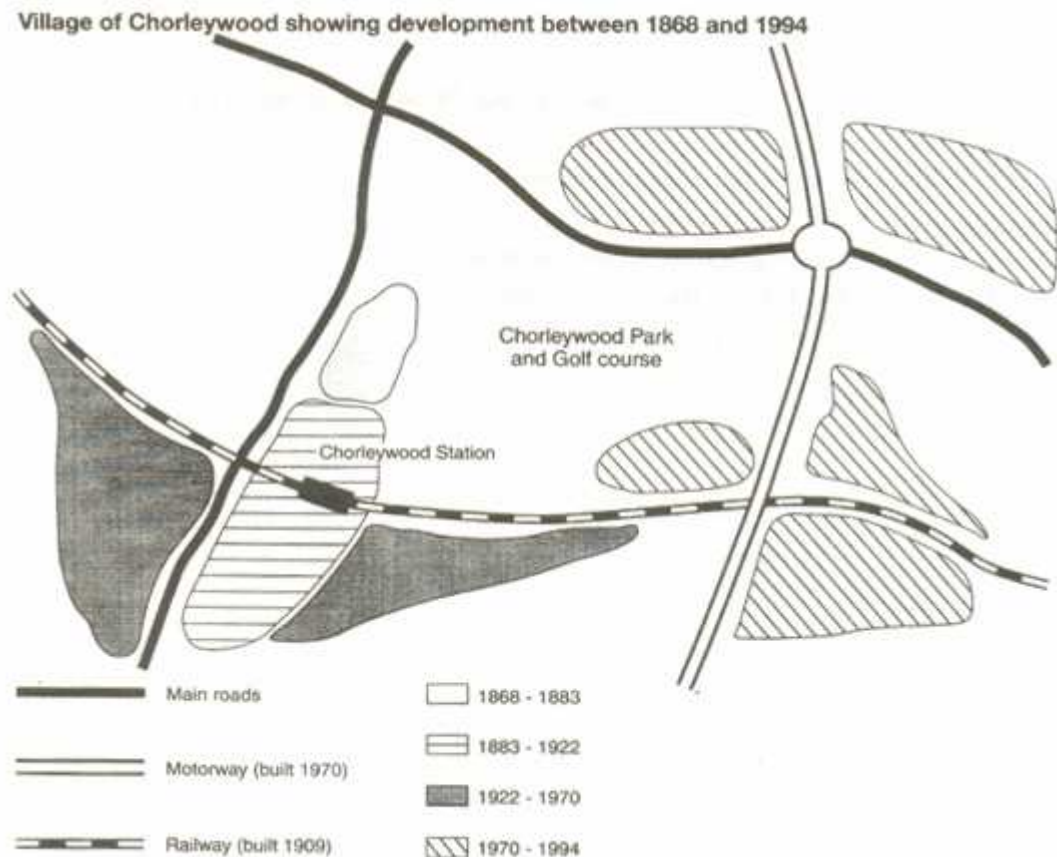 Village of Chorleywood showing development between 1868 and 1994
Chorleywood Park
and Golf course
Chorleywood Station
Main roads
Motorway (built 1970)
Railway (built 1909)
1868 - 1883
1883 - 1922
1922 - 1970
1970 - 1994